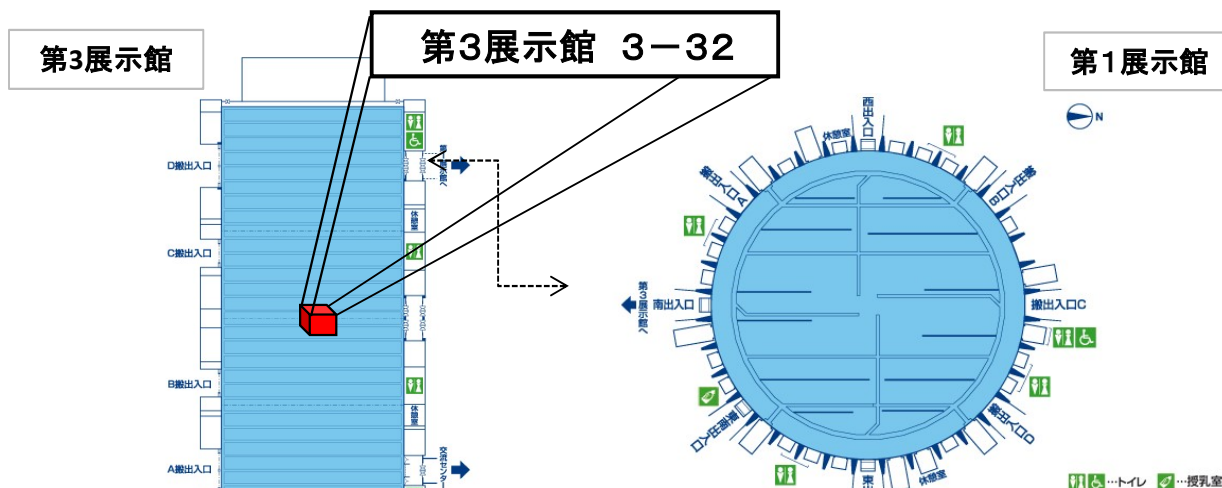 第3展示館
第3展示館 3－32
第1展示館
N
D搬出入口
C搬出入口
B搬出入口
A搬出入口
休憩室
休憩室
交流センター
西出入口
休憩室
搬出入口A
搬出入口B
第3展示館へ
南出入口
搬出入口C
東南出入口
搬出入口D
休憩室
…トイレ
…授乳室